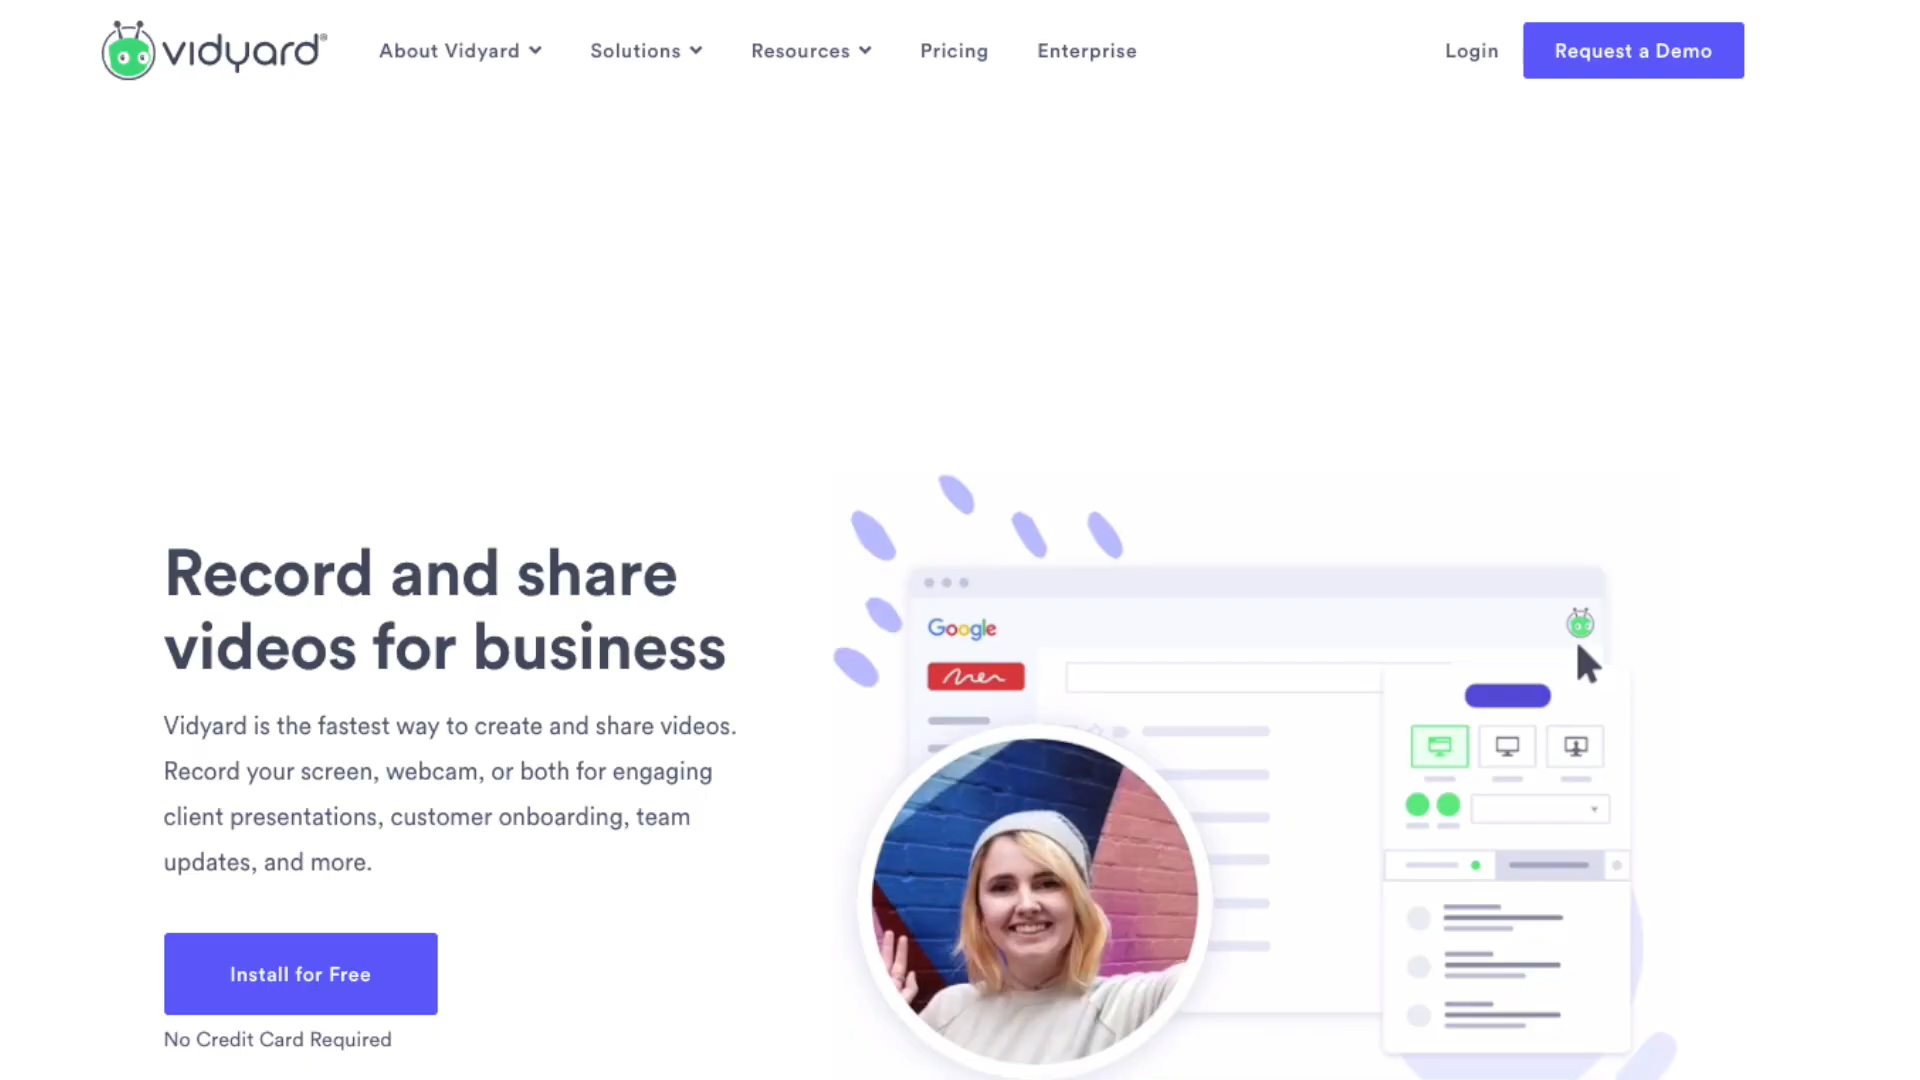 vidyard®
About Vidyard
Solutions
Resources
Pricing
Enterprise
Login
Request a Demo
Record and share
videos for business
Vidyard is the fastest way to create and share videos.
Record your screen, webcam, or both for engaging
client presentations, customer onboarding, team
updates, and more.
Install for Free
No Credit Card Required
Google